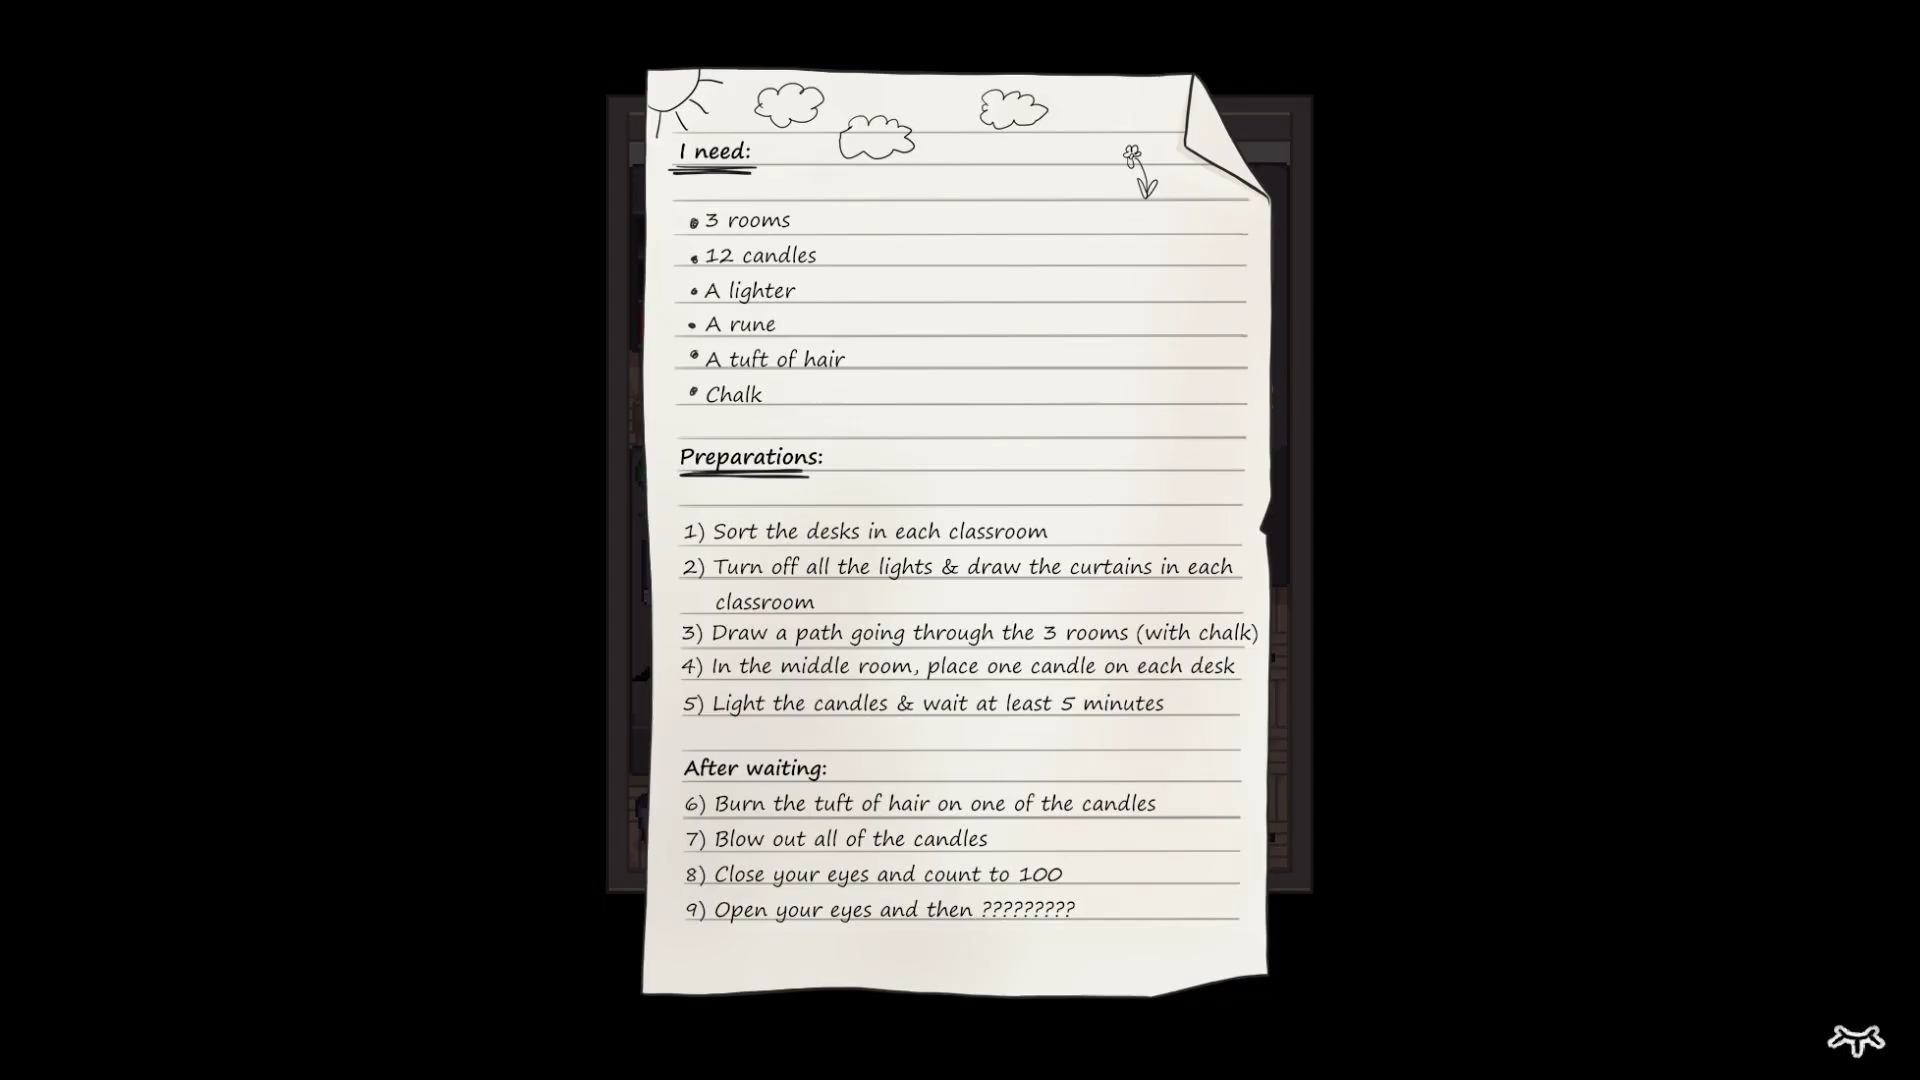 I need:
• 3 rooms
• 12 candles
• A lighter
• A rune
• A tuft of hair
• Chalk
Preparations:
1) Sort the desks in each classroom
2) Turn off all the lights & draw the curtains in each
classroom
3) Draw a path going through the 3 rooms (with chalk)
4) In the middle room, place one candle on each desk
5) Light the candles & wait at least 5 minutes
After waiting:
6) Burn the tuft of hair on one of the candles
7) Blow out all of the candles
8) Close your eyes and count to 100
9) Open your eyes and then ?????????